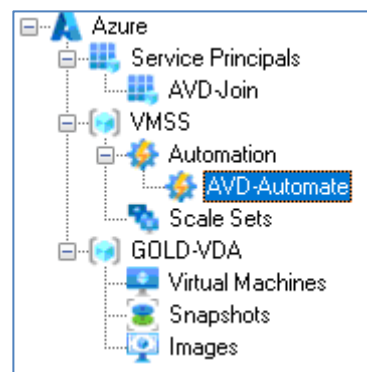 Azure
Service Principals
AVD-Join
VMSS
Automation
AVD-Automate
Scale Sets
GOLD-VDA
Virtual Machines
Snapshots
Images